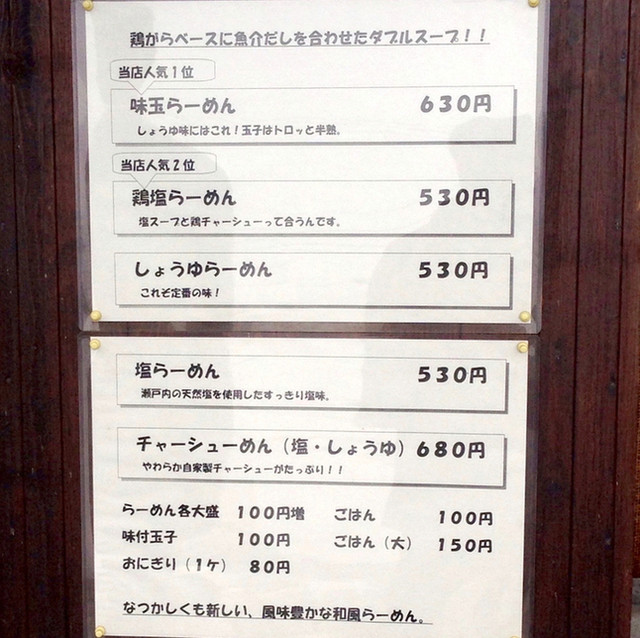 鶏がらベースに魚介だしを合わせたダブルスープ！！
当店人気１位
味玉らーめん ６３０円
しょうゆ味にはこれ！玉子はトロッと半熟。
当店人気２位
鶏塩らーめん ５３０円
塩スープと鶏チャーシューって合うんです。
しょうゆらーめん ５３０円
これぞ定番の味！
塩らーめん ５３０円
瀬戸内の天然塩を使用したすっきり塩味。
チャーシューめん（塩・しょうゆ）６８０円
やわらか自家製チャーシューがたっぷり！！
らーめん各大盛 １００円増 ごはん １００円
味付玉子 １００円 ごはん（大） １５０円
おにぎり（１ケ） ８０円
なつかしくも新しい、風味豊かな和風らーめん。